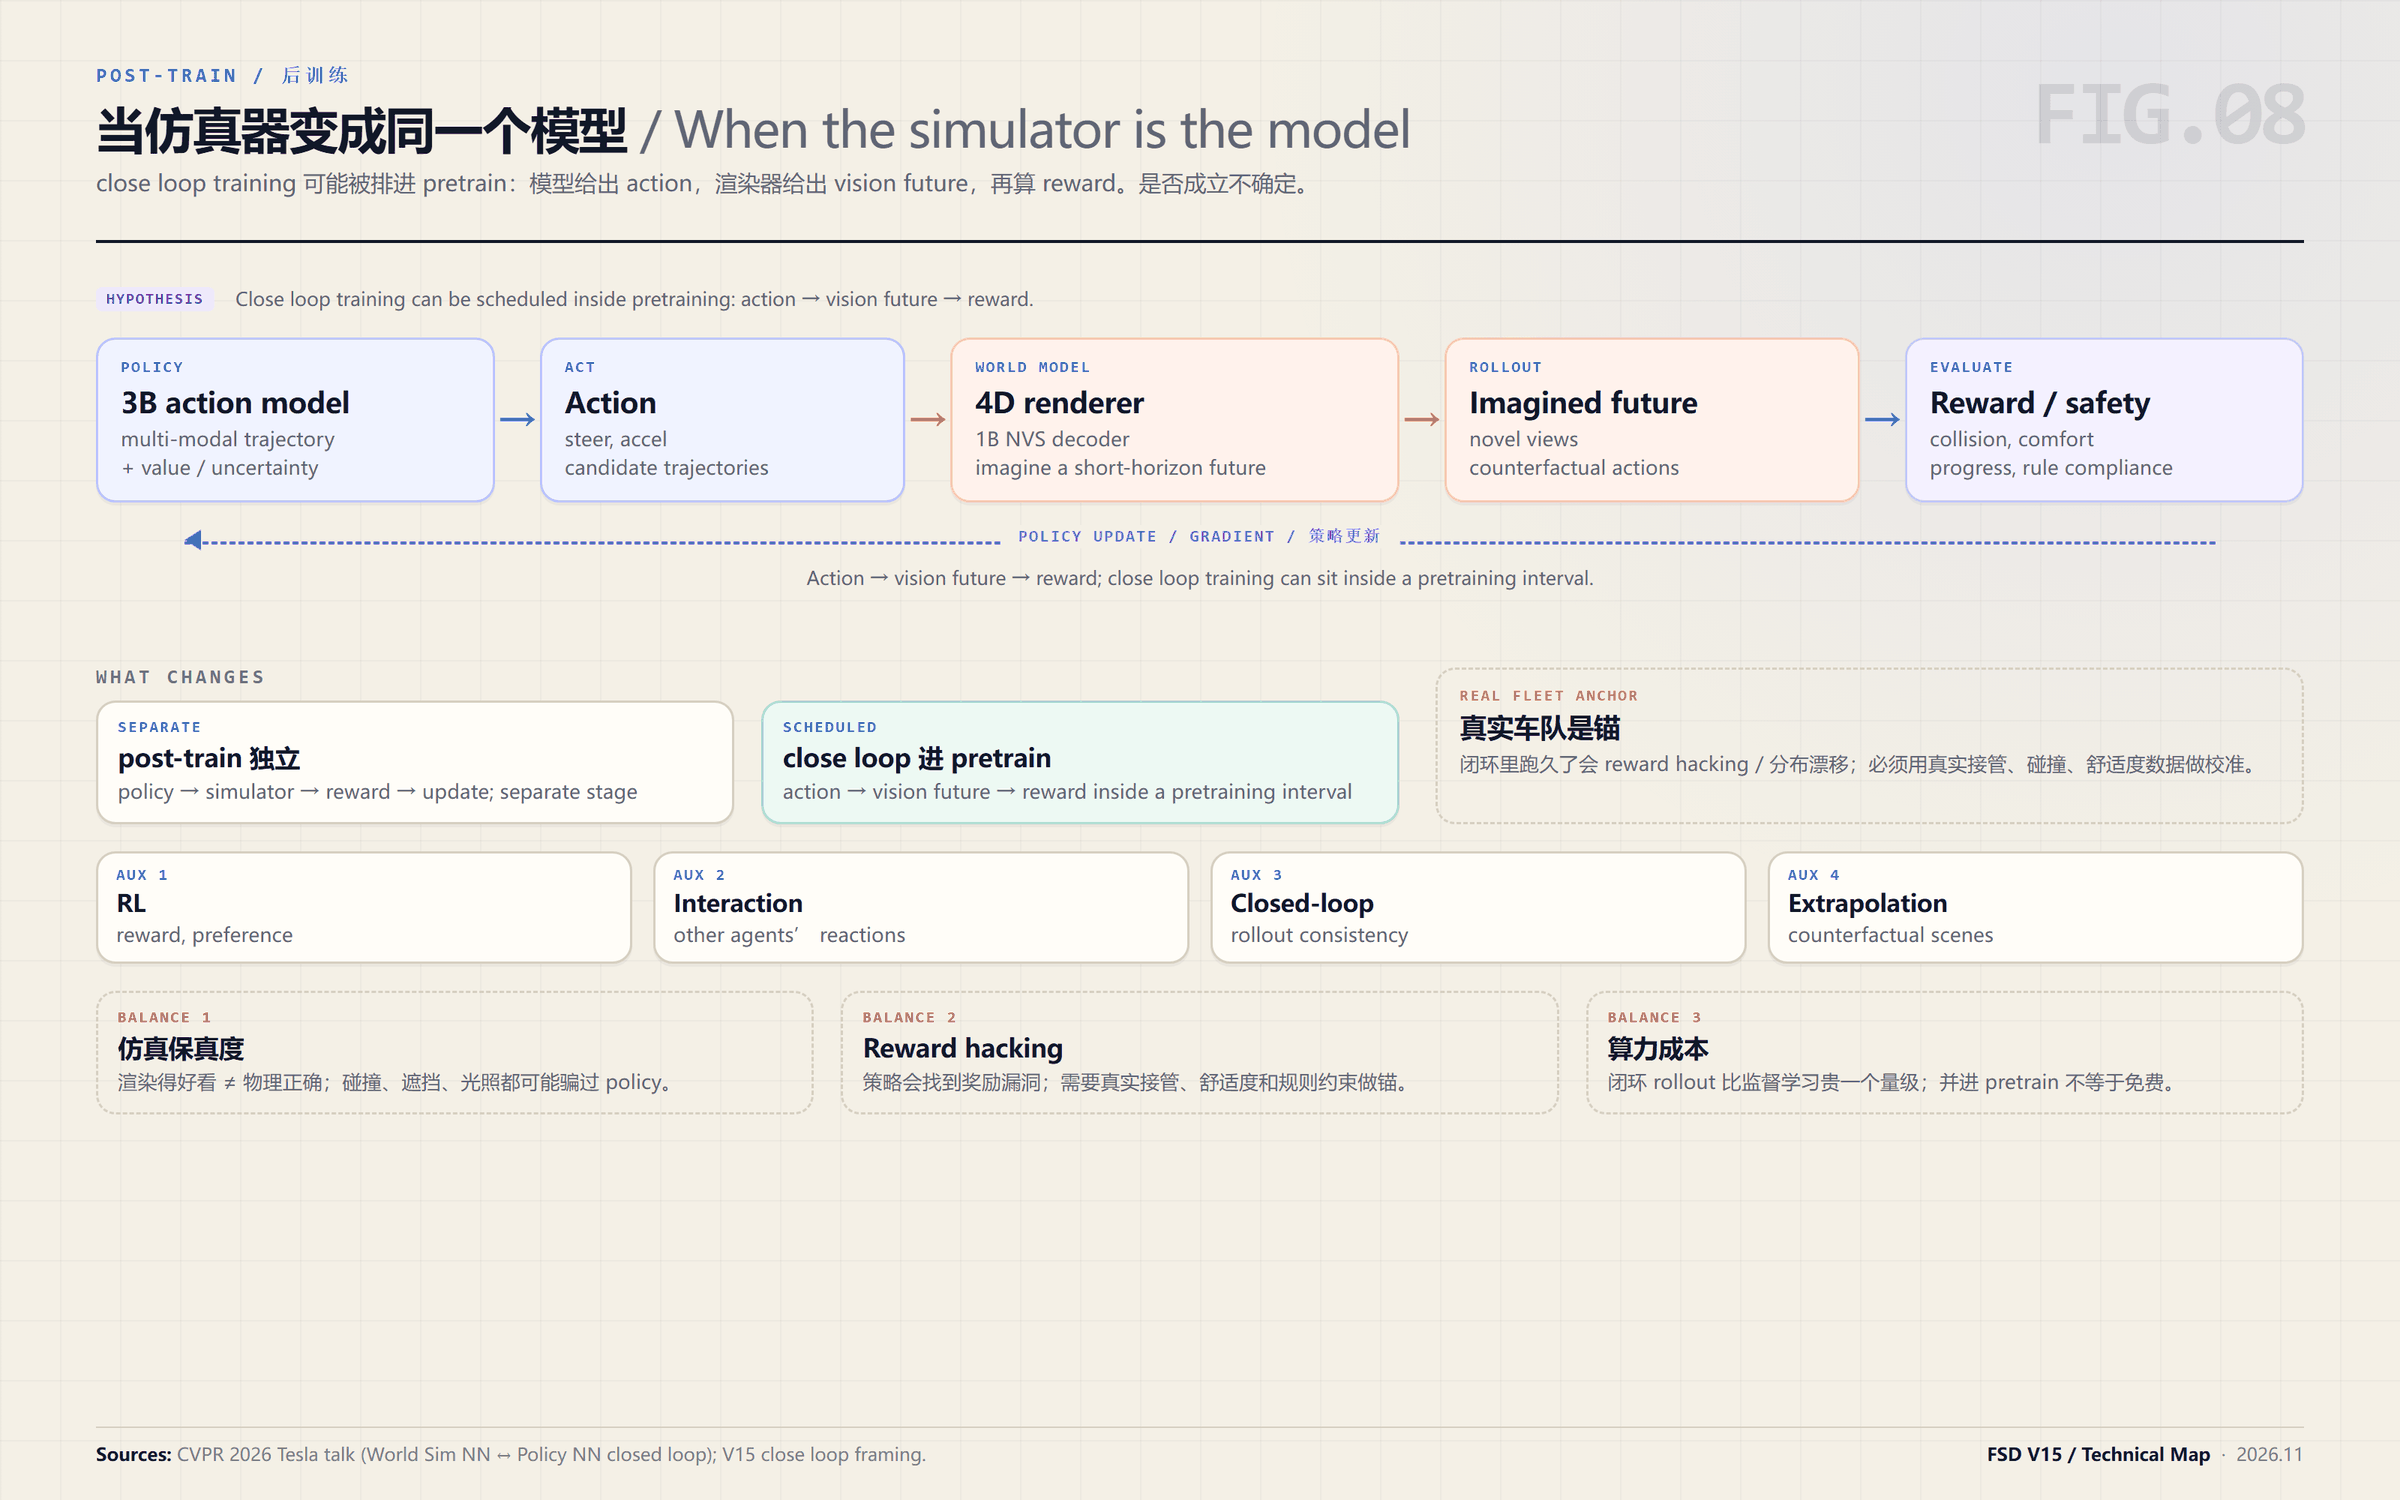 POST-TRAIN / 后训练
FIG.08
当仿真器变成同一个模型 / When the simulator is the model
close loop training 可能被排进 pretrain：模型给出 action，渲染器给出 vision future，再算 reward。是否成立不确定。
HYPOTHESIS Close loop training can be scheduled inside pretraining: action → vision future → reward.
POLICY
3B action model
multi-modal trajectory
+ value / uncertainty
→
ACT
Action
steer, accel
candidate trajectories
→
WORLD MODEL
4D renderer
1B NVS decoder
imagine a short-horizon future
→
ROLLOUT
Imagined future
novel views
counterfactual actions
→
EVALUATE
Reward / safety
collision, comfort
progress, rule compliance
POLICY UPDATE / GRADIENT / 策略更新
Action → vision future → reward; close loop training can sit inside a pretraining interval.
WHAT CHANGES
SEPARATE
post-train 独立
policy → simulator → reward → update; separate stage
SCHEDULED
close loop 进 pretrain
action → vision future → reward inside a pretraining interval
REAL FLEET ANCHOR
真实车队是锚
闭环里跑久了会 reward hacking / 分布漂移；必须用真实接管、碰撞、舒适度数据做校准。
AUX 1
RL
reward, preference
AUX 2
Interaction
other agents’ reactions
AUX 3
Closed-loop
rollout consistency
AUX 4
Extrapolation
counterfactual scenes
BALANCE 1
仿真保真度
渲染得好看 ≠ 物理正确；碰撞、遮挡、光照都可能骗过 policy。
BALANCE 2
Reward hacking
策略会找到奖励漏洞；需要真实接管、舒适度和规则约束做锚。
BALANCE 3
算力成本
闭环 rollout 比监督学习贵一个量级；并进 pretrain 不等于免费。
Sources: CVPR 2026 Tesla talk (World Sim NN ↔ Policy NN closed loop); V15 close loop framing.
FSD V15 / Technical Map · 2026.11